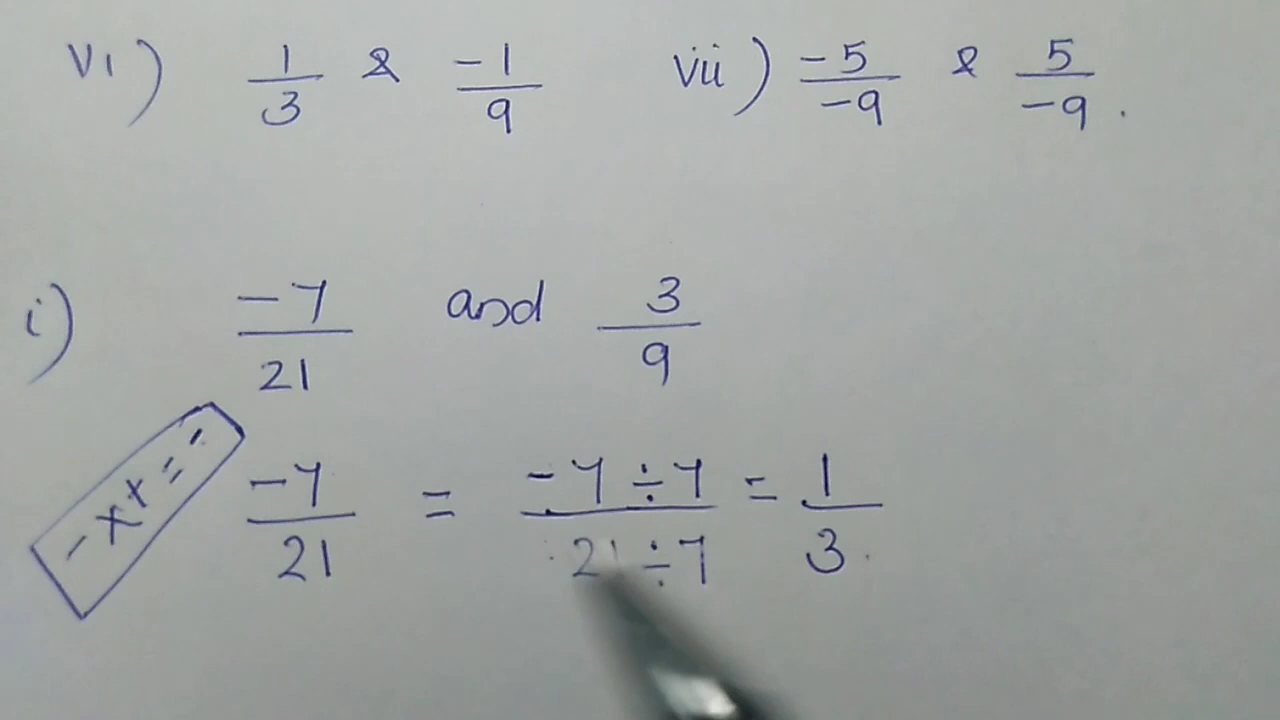 vi) 1/3 & -1/9 vii) -5/-9 & 5/-9.
i) -7/21 and 3/9
- x + = -
-7/21 = -7÷7/21÷7 = 1/3